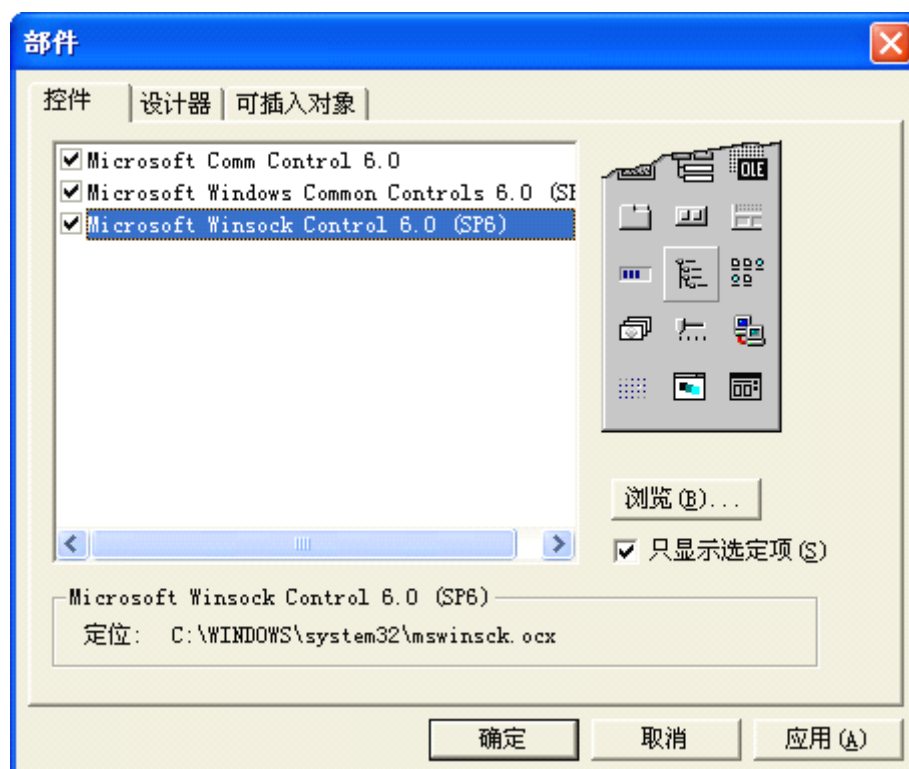 部件
控件 设计器 可插入对象
Microsoft Comm Control 6.0
Microsoft Windows Common Controls 6.0 (SP
Microsoft Winsock Control 6.0 (SP6)
OLE
浏览(B)...
只显示选定项(S)
Microsoft Winsock Control 6.0 (SP6)
定位: C:\WINDOWS\system32\mswinsck.ocx
确定 取消 应用(A)